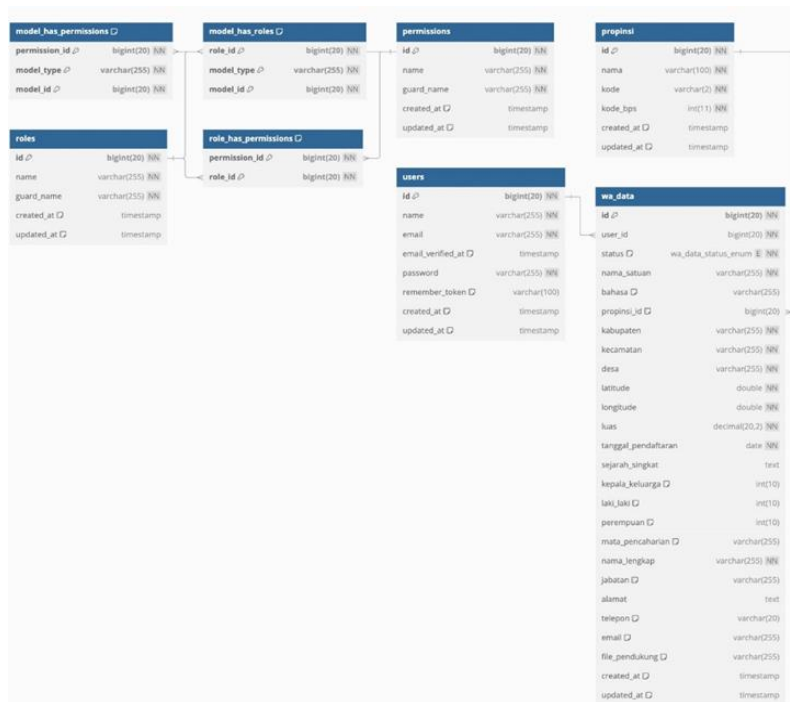 model_has_permissions
permission_id bigint(20) NN
model_type varchar(255) NN
model_id bigint(20) NN
model_has_roles
role_id bigint(20) NN
model_type varchar(255) NN
model_id bigint(20) NN
permissions
id bigint(20) NN
name varchar(255) NN
guard_name varchar(255) NN
created_at timestamp
updated_at timestamp
propinsi
id bigint(20) NN
nama varchar(100) NN
kode varchar(2) NN
kode_bps int(11) NN
created_at timestamp
updated_at timestamp
roles
id bigint(20) NN
name varchar(255) NN
guard_name varchar(255) NN
created_at timestamp
updated_at timestamp
role_has_permissions
permission_id bigint(20) NN
role_id bigint(20) NN
users
id bigint(20) NN
name varchar(255) NN
email varchar(255) NN
email_verified_at timestamp
password varchar(255) NN
remember_token varchar(100)
created_at timestamp
updated_at timestamp
wa_data
id bigint(20) NN
user_id bigint(20) NN
status wa_data_status_enum E NN
nama_satuan varchar(255) NN
bahasa varchar(255)
propinsi_id bigint(20)
kabupaten varchar(255) NN
kecamatan varchar(255) NN
desa varchar(255) NN
latitude double NN
longitude double NN
luas decimal(20,2) NN
tanggal_pendaftaran date NN
sejarah_singkat text
kepala_keluarga int(10)
laki_laki int(10)
perempuan int(10)
mata_pencaharian varchar(255)
nama_lengkap varchar(255) NN
jabatan varchar(255)
alamat text
telepon varchar(20)
email varchar(255)
file_pendukung varchar(255)
created_at timestamp
updated_at timestamp